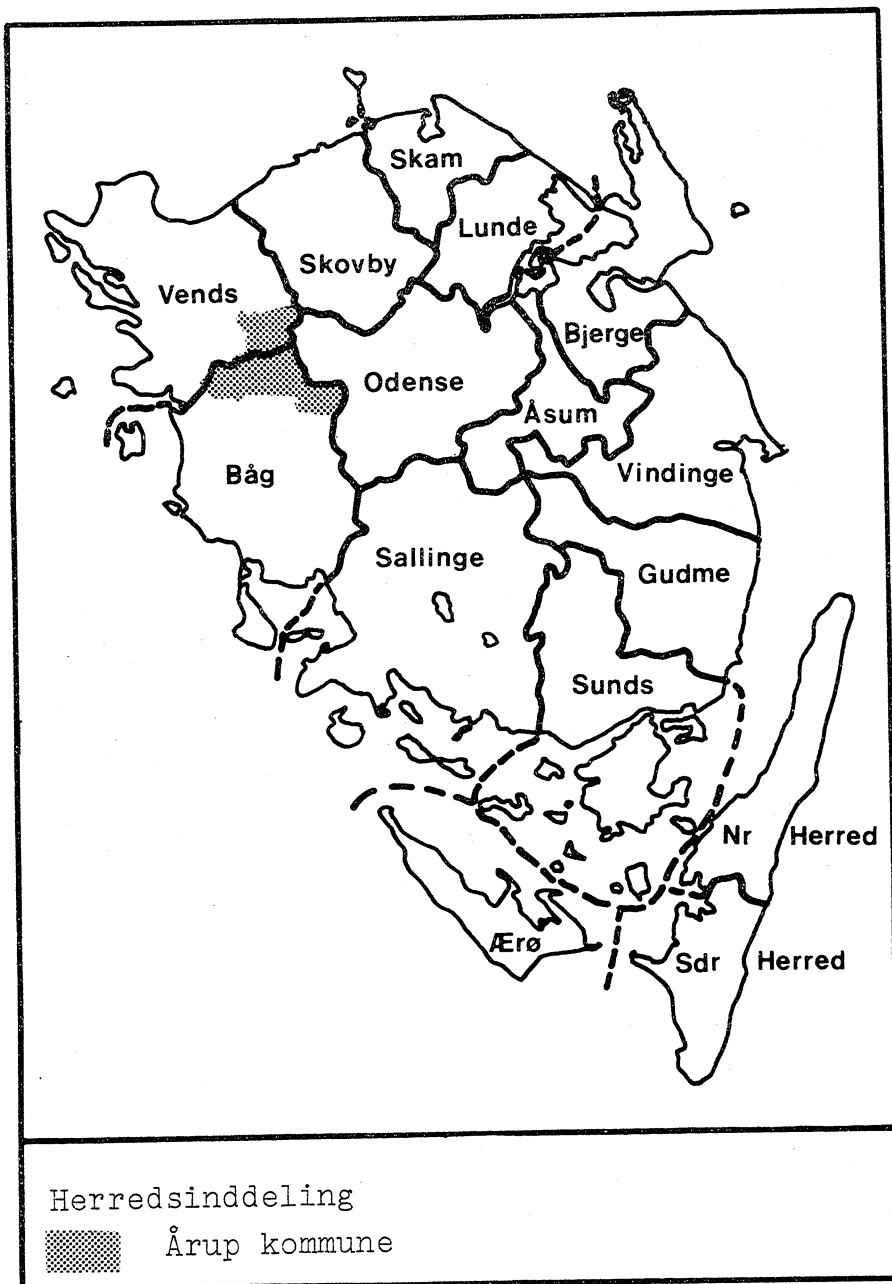 Skam
Lunde
Skovby
Vends
Bjerge
Odense
Åsum
Båg
Vindinge
Sallinge
Gudme
Sunds
Nr Herred
Ærø
Sdr Herred
Herredsinddeling
Årup kommune